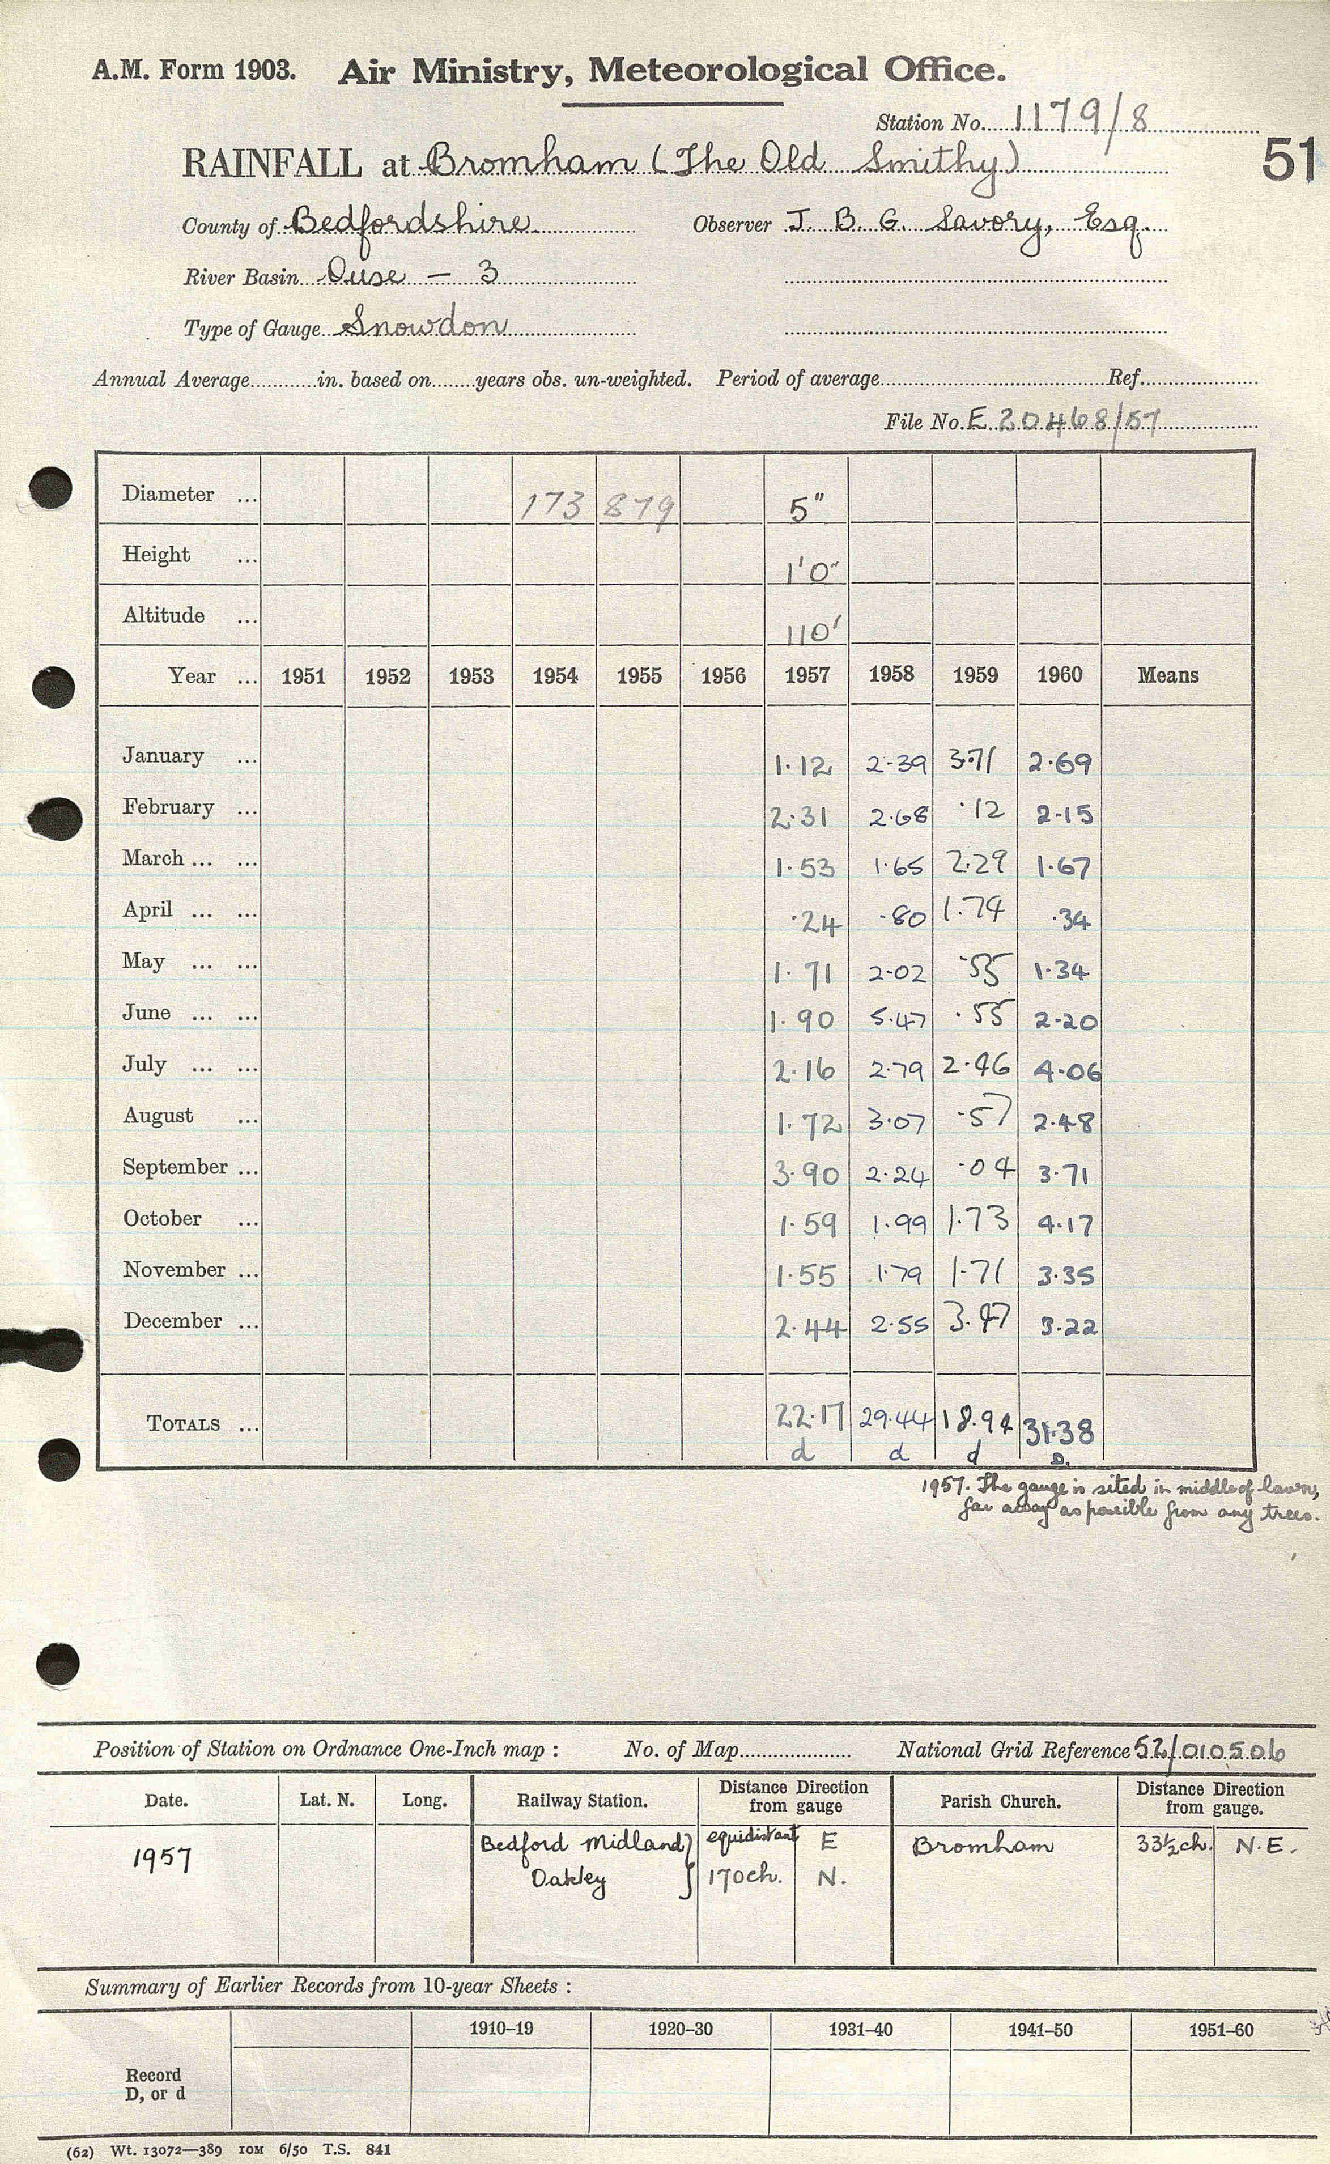 A.M. Form 1903. Air Ministry, Meteorological Office.
Station No. 1179/8
RAINFALL at Bromham (The Old Smithy)
51
County of Bedfordshire Observer J. B. G. Savory, Esq.
River Basin Ouse - 3
Type of Gauge Snowdon
Annual Average in. based on years obs. un-weighted. Period of average Ref.
File No. E 20468/57
Diameter ... 173 879 5"
Height ... 1'0"
Altitude ... 110'
Year ... 1951 1952 1953 1954 1955 1956 1957 1958 1959 1960 Means
January ... 1.12 2.39 3.71 2.69
February ... 2.31 2.68 .12 2.15
March ... ... 1.53 1.65 2.29 1.67
April ... ... .24 .80 1.74 .34
May ... ... 1.71 2.02 .55 1.34
June ... ... 1.90 5.47 .55 2.20
July ... ... 2.16 2.79 2.46 4.06
August ... 1.72 3.07 .57 2.48
September ... 3.90 2.24 .04 3.71
October ... 1.59 1.99 1.73 4.17
November ... 1.55 1.79 1.71 3.35
December ... 2.44 2.55 3.47 3.22
TOTALS ... 22.17 29.44 18.94 31.38
d d d D.
1957. The gauge is sited in middle of lawn,
far away as possible from any trees.
Position of Station on Ordnance One-Inch map : No. of Map National Grid Reference 52/010506
Date. Lat. N. Long. Railway Station. Distance Direction from gauge Parish Church. Distance Direction from gauge.
1957 Bedford Midland } equidistant E Bromham 33½ch. N.E.
Oakley } 170ch. N.
Summary of Earlier Records from 10-year Sheets :
1910–19 1920–30 1931–40 1941–50 1951–60
Record
D, or d
(62) Wt. 13072—389 10M 6/50 T.S. 841